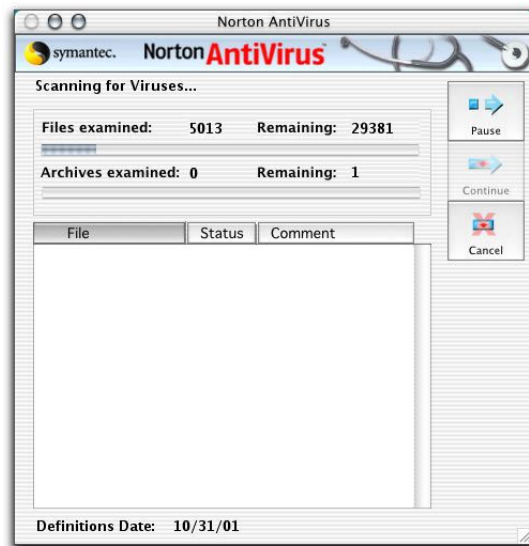 Norton AntiVirus
symantec. Norton AntiVirus
Scanning for Viruses...
Files examined: 5013 Remaining: 29381
Archives examined: 0 Remaining: 1
File Status Comment
Pause
Continue
Cancel
Definitions Date: 10/31/01